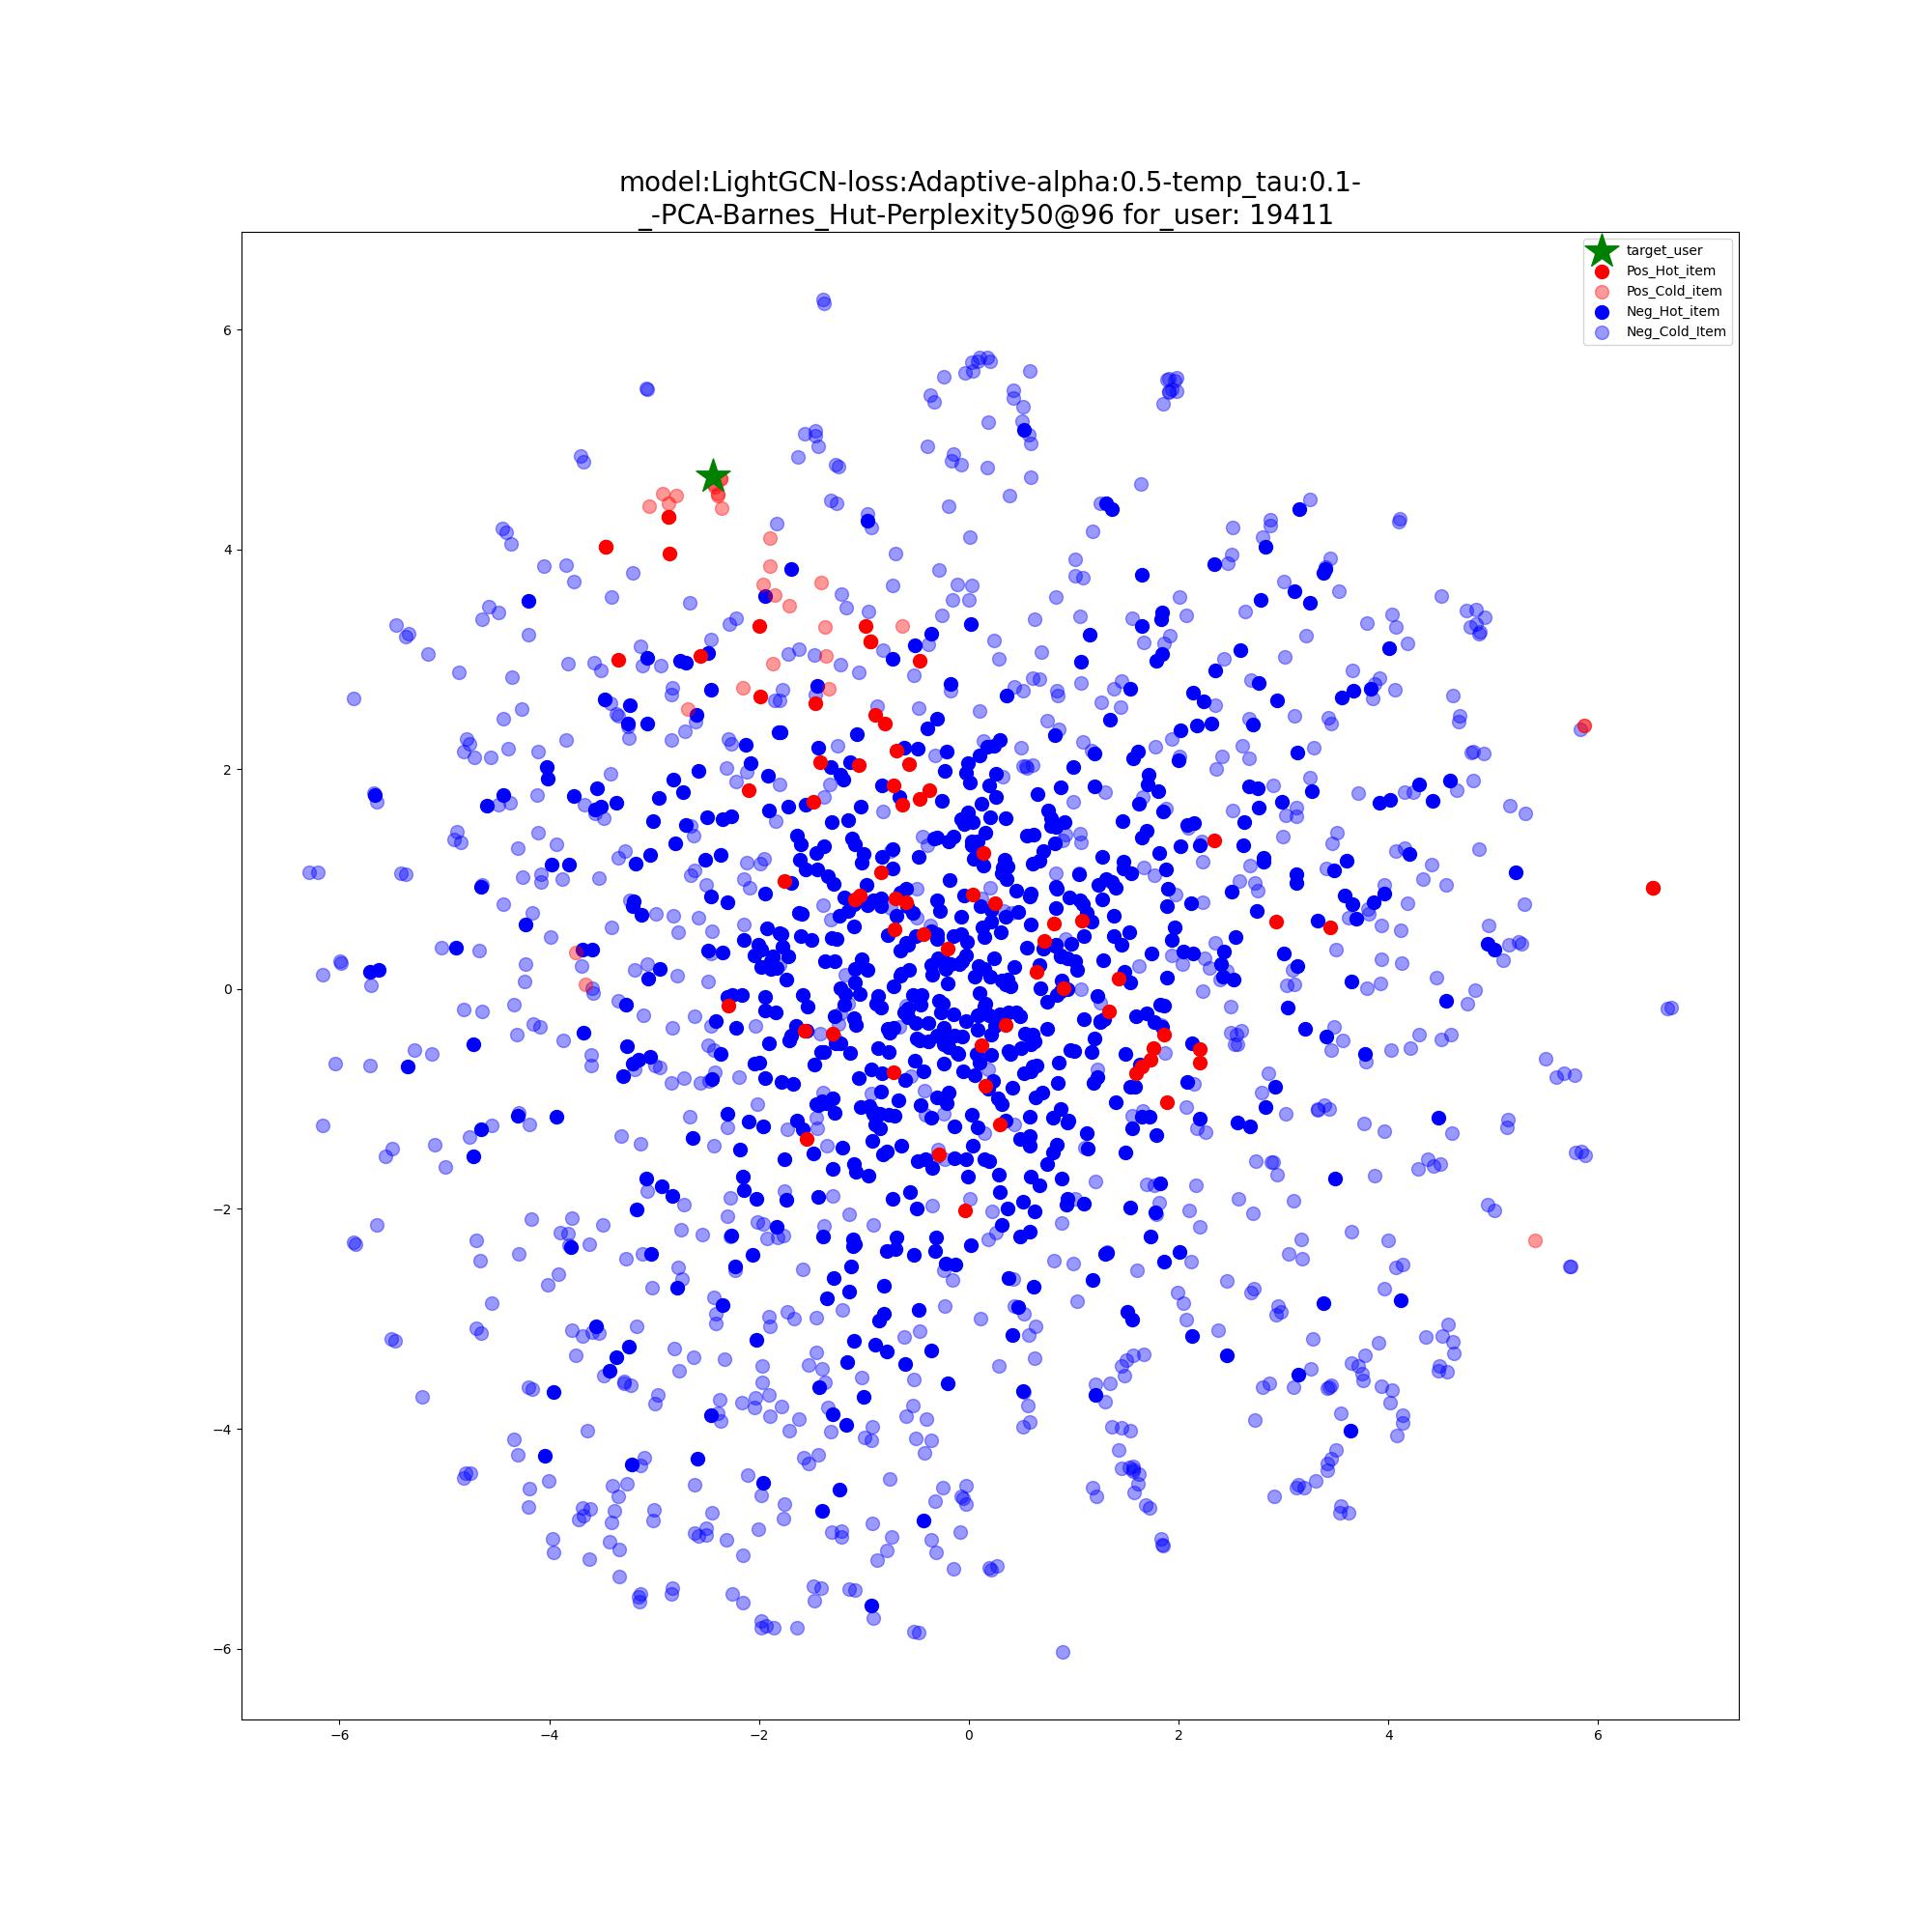 model:LightGCN-loss:Adaptive-alpha:0.5-temp_tau:0.1-
_-PCA-Barnes_Hut-Perplexity50@96 for_user: 19411
target_user
Pos_Hot_item
Pos_Cold_item
Neg_Hot_item
Neg_Cold_Item
6
4
2
0
−2
−4
−6
−6
−4
−2
0
2
4
6